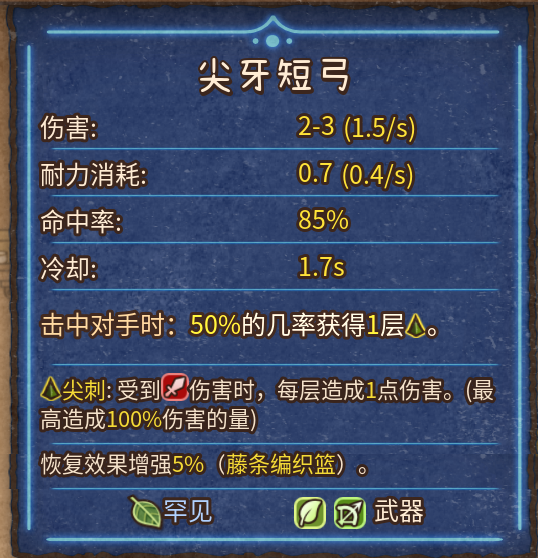 尖牙短弓
伤害: 2-3 (1.5/s)
耐力消耗: 0.7 (0.4/s)
命中率: 85%
冷却: 1.7s
击中对手时：50%的几率获得1层。
尖刺: 受到伤害时，每层造成1点伤害。(最
高造成100%伤害的量)
恢复效果增强5%（藤条编织篮）。
罕见 武器